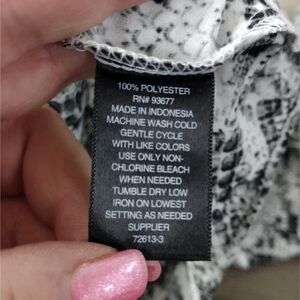 100% POLYESTER
RN# 93677
MADE IN INDONESIA
MACHINE WASH COLD
GENTLE CYCLE
WITH LIKE COLORS
USE ONLY NON-
CHLORINE BLEACH
WHEN NEEDED
TUMBLE DRY LOW
IRON ON LOWEST
SETTING AS NEEDED
SUPPLIER
72613-3